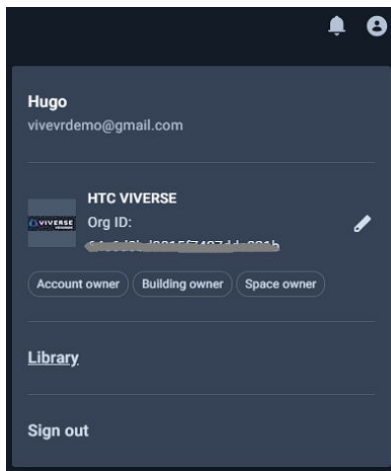 Hugo
vivevrdemo@gmail.com
VIVERSE
HTC VIVERSE
Org ID:
Account owner
Building owner
Space owner
Library
Sign out